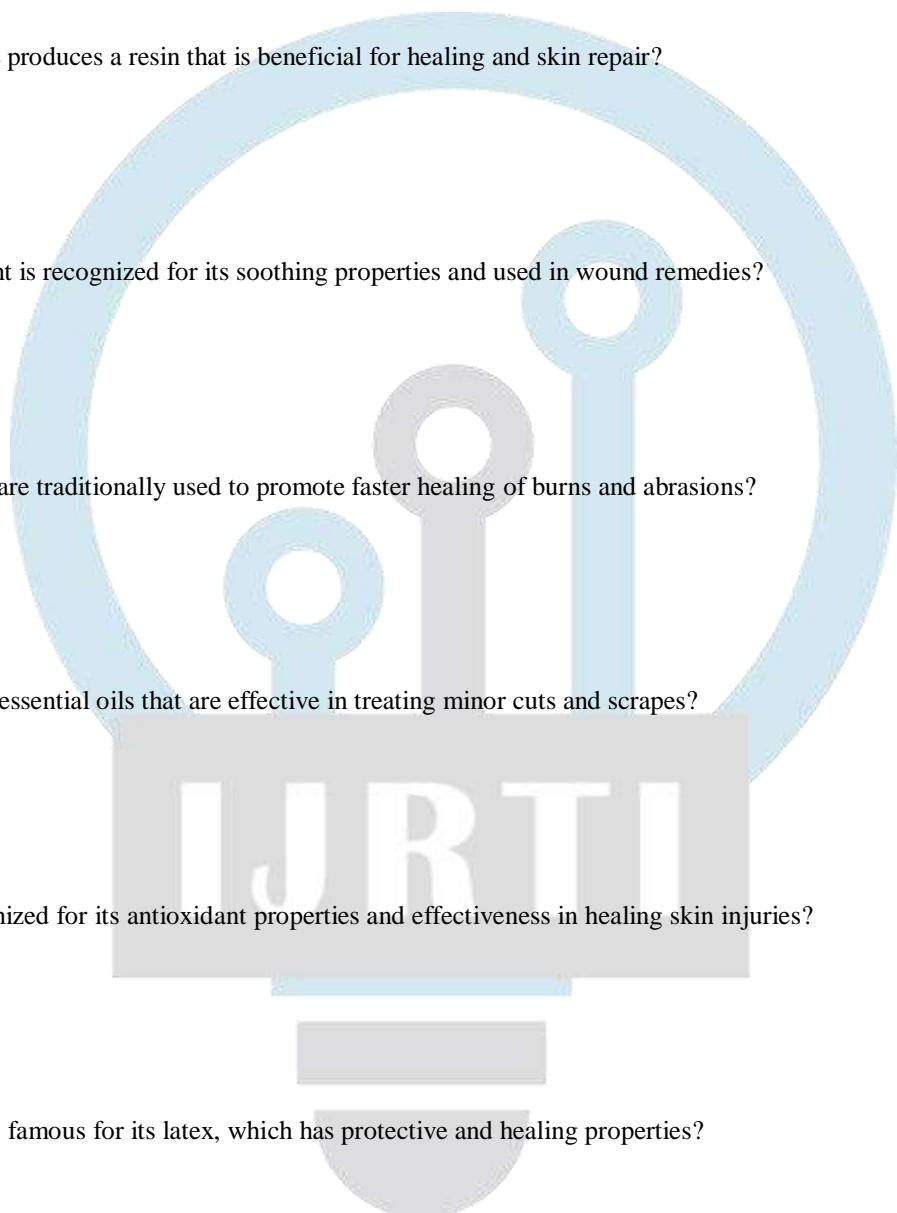 produces a resin that is beneficial for healing and skin repair?
is recognized for its soothing properties and used in wound remedies?
are traditionally used to promote faster healing of burns and abrasions?
essential oils that are effective in treating minor cuts and scrapes?
IJRTI
for its antioxidant properties and effectiveness in healing skin injuries?
famous for its latex, which has protective and healing properties?